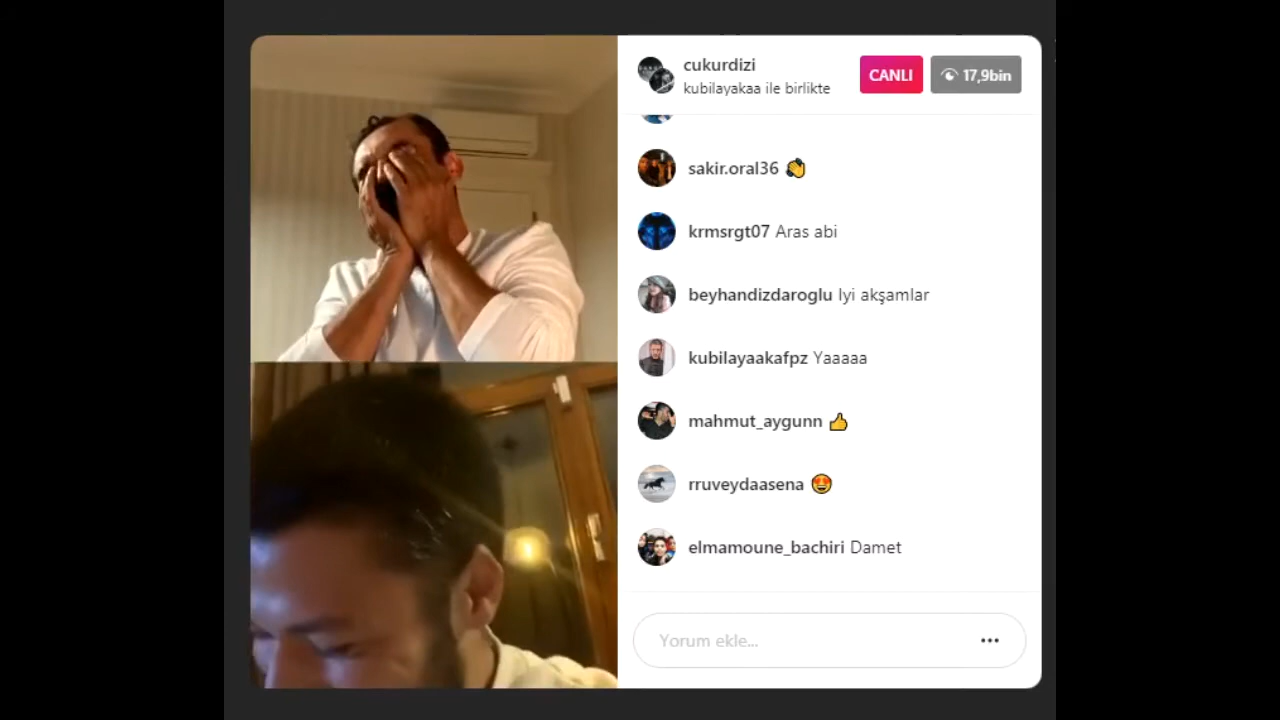 cukurdizi
kubilayakaa ile birlikte
CANLI
17,9bin
sakir.oral36 👏
krmsrgt07 Aras abi
beyhandizdaroglu Iyi akşamlar
kubilayaakafpz Yaaaaa
mahmut_aygunn 👍
rruveydaasena 😍
elmamoune_bachiri Damet
Yorum ekle...